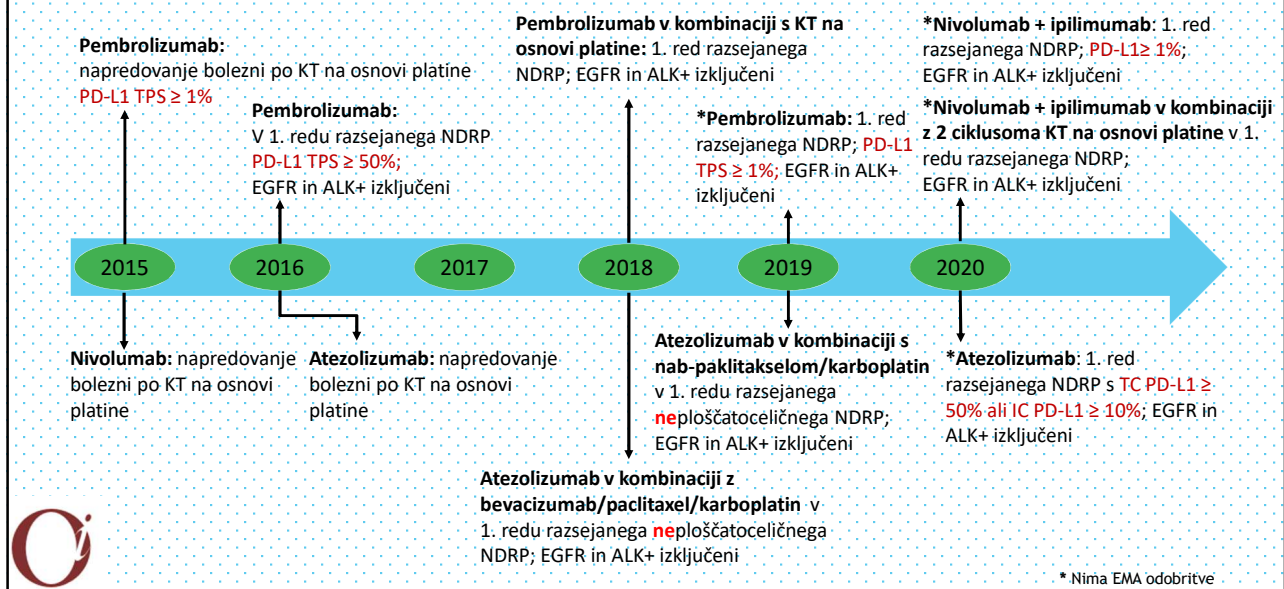 Pembrolizumab:
napredovanje bolezni po KT na osnovi platine
PD-L1 TPS ≥ 1%
Pembrolizumab:
V 1. redu razsejanega NDRP
PD-L1 TPS ≥ 50%;
EGFR in ALK+ izključeni
Pembrolizumab v kombinaciji s KT na
osnovi platine: 1. red razsejanega
NDRP; EGFR in ALK+ izključeni
*Pembrolizumab: 1. red
razsejanega NDRP; PD-L1
TPS ≥ 1%; EGFR in ALK+
izključeni
*Nivolumab + ipilimumab: 1. red
razsejanega NDRP; PD-L1≥ 1%;
EGFR in ALK+ izključeni
*Nivolumab + ipilimumab v kombinaciji
z 2 ciklusoma KT na osnovi platine v 1.
redu razsejanega NDRP;
EGFR in ALK+ izključeni
2015
2016
2017
2018
2019
2020
Nivolumab: napredovanje
bolezni po KT na osnovi
platine
Atezolizumab: napredovanje
bolezni po KT na osnovi
platine
Atezolizumab v kombinaciji z
bevacizumab/paclitaxel/karboplatin v
1. redu razsejanega neploščatoceličnega
NDRP; EGFR in ALK+ izključeni
Atezolizumab v kombinaciji s
nab-paklitakselom/karboplatin
v 1. redu razsejanega
neploščatoceličnega NDRP;
EGFR in ALK+ izključeni
*Atezolizumab: 1. red
razsejanega NDRP s TC PD-L1 ≥
50% ali IC PD-L1 ≥ 10%; EGFR in
ALK+ izključeni
Oi
* Nima EMA odobritve